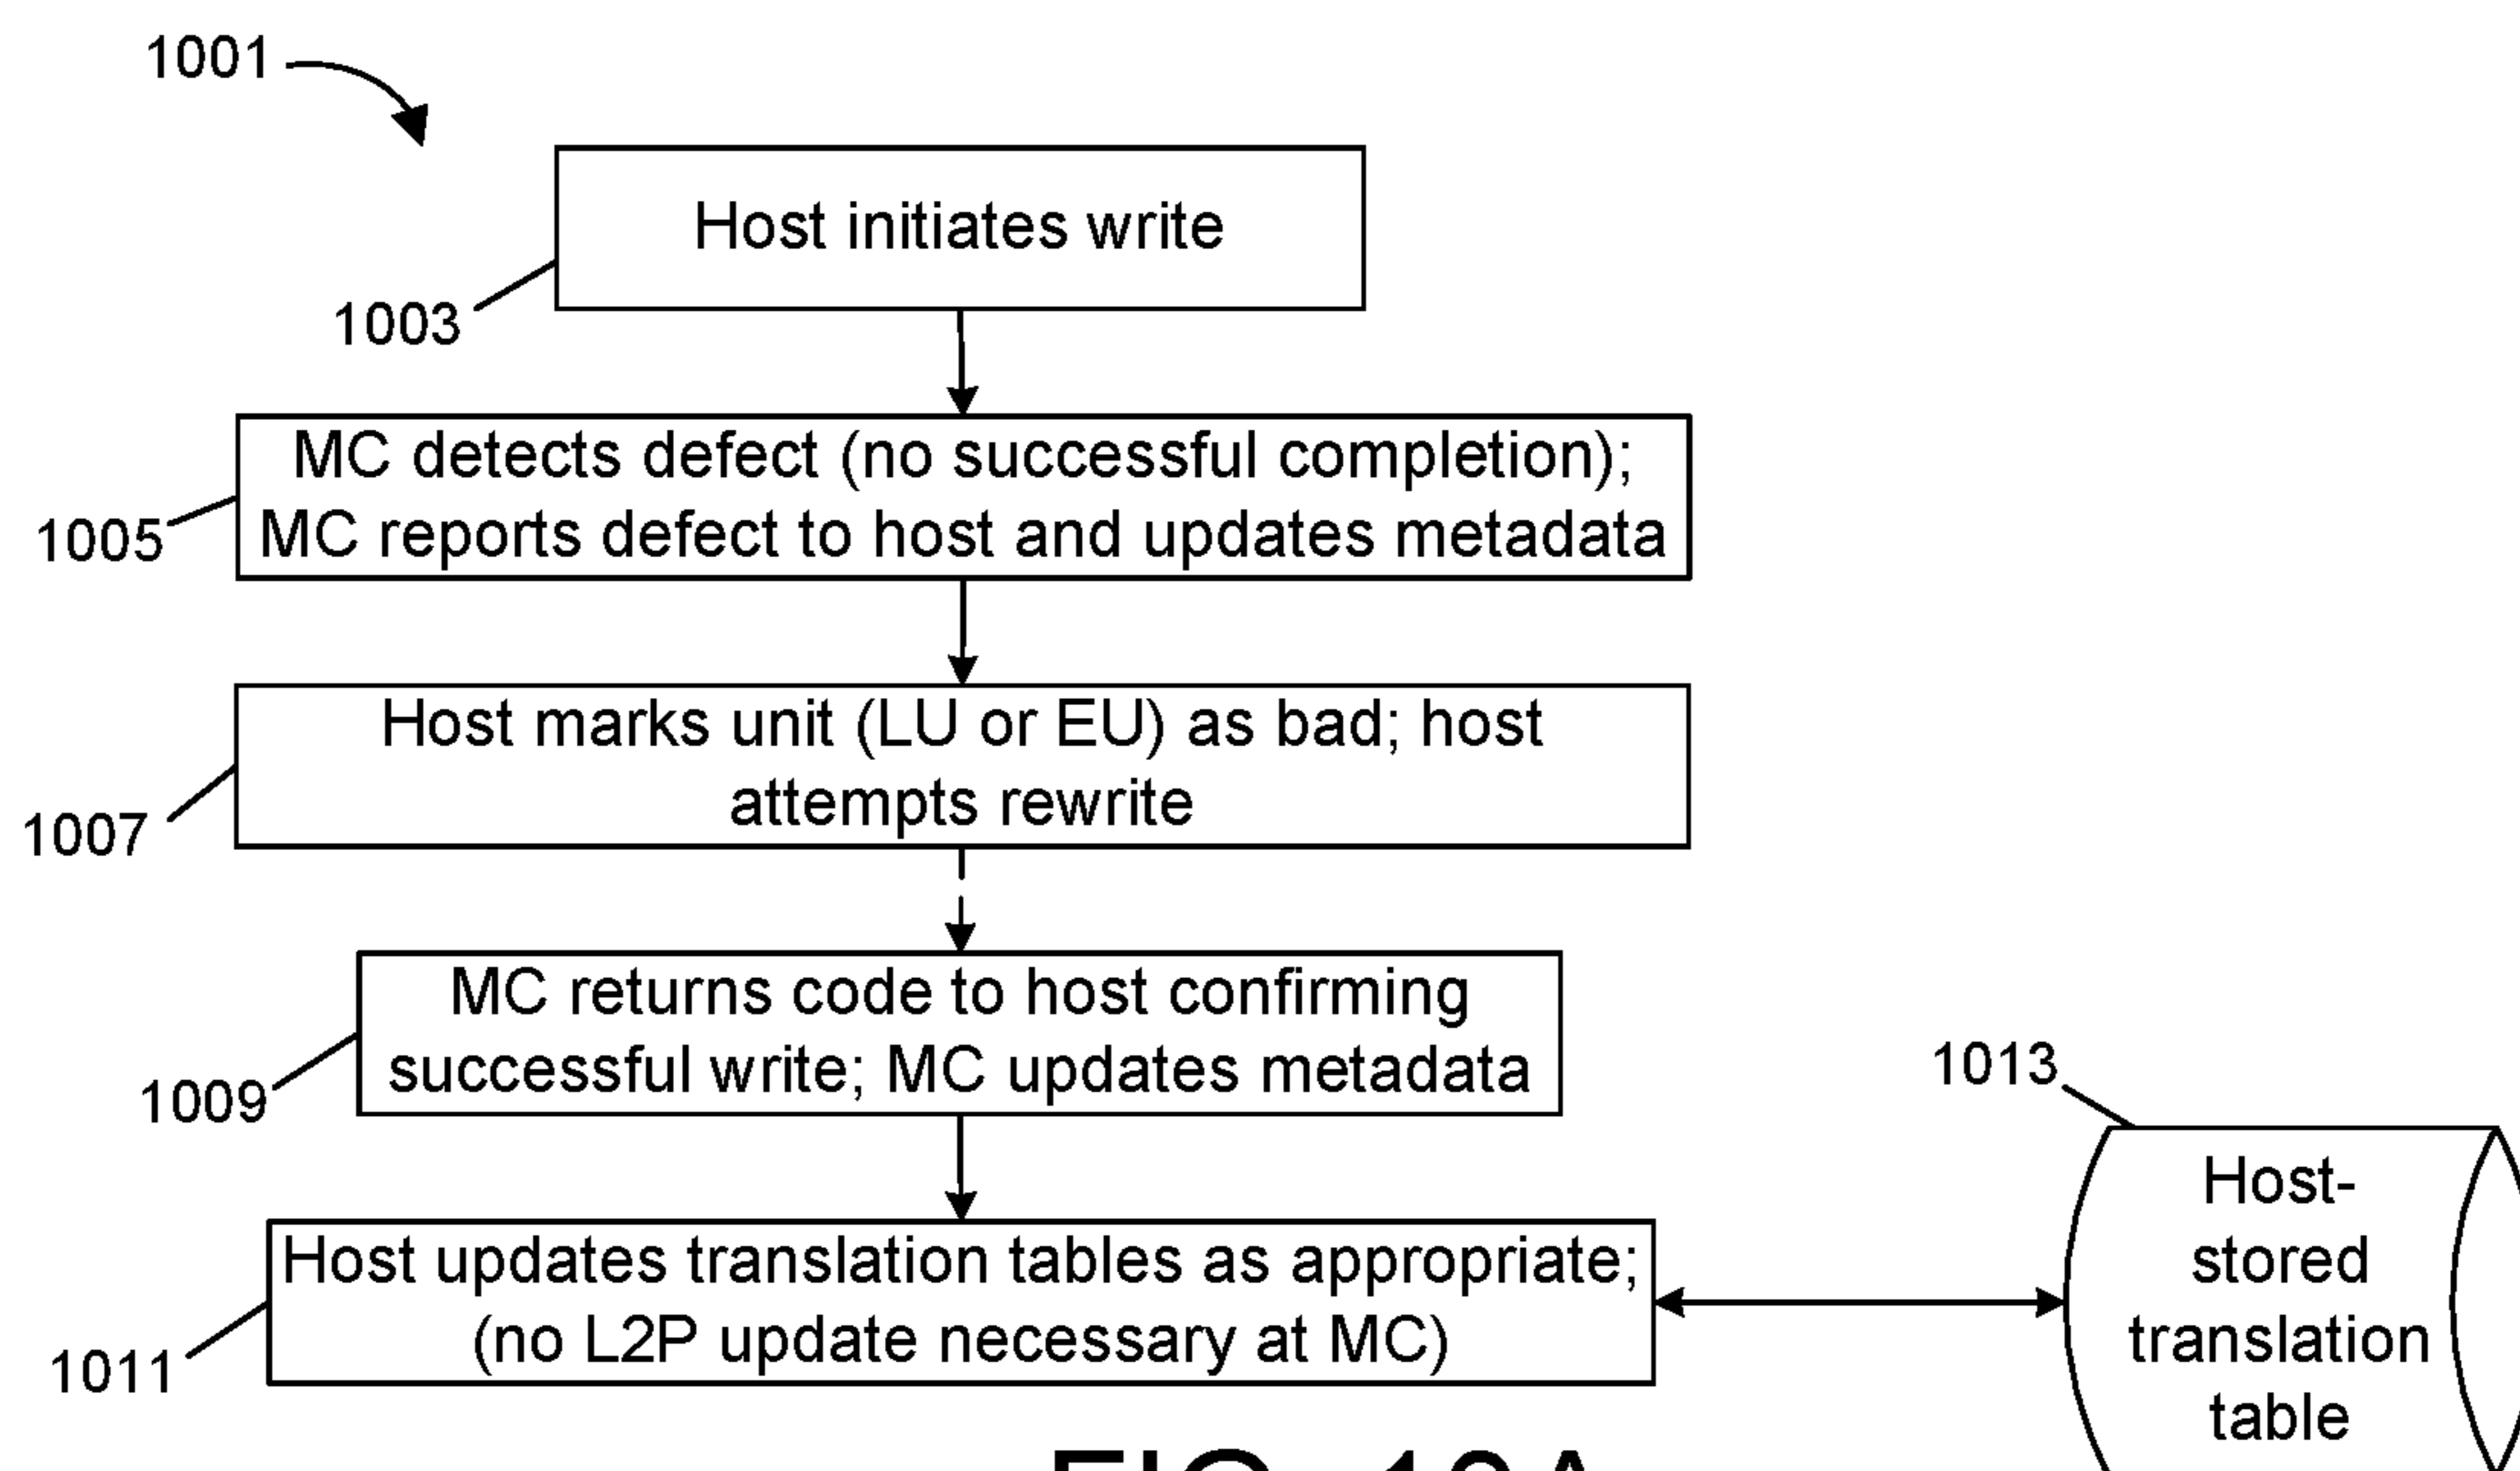 1001
Host initiates write
1003
MC detects defect (no successful completion);
MC reports defect to host and updates metadata
1005
Host marks unit (LU or EU) as bad; host
attempts rewrite
1007
MC returns code to host confirming
successful write; MC updates metadata
1009
1013
Host-
stored
translation
table
Host updates translation tables as appropriate;
(no L2P update necessary at MC)
1011